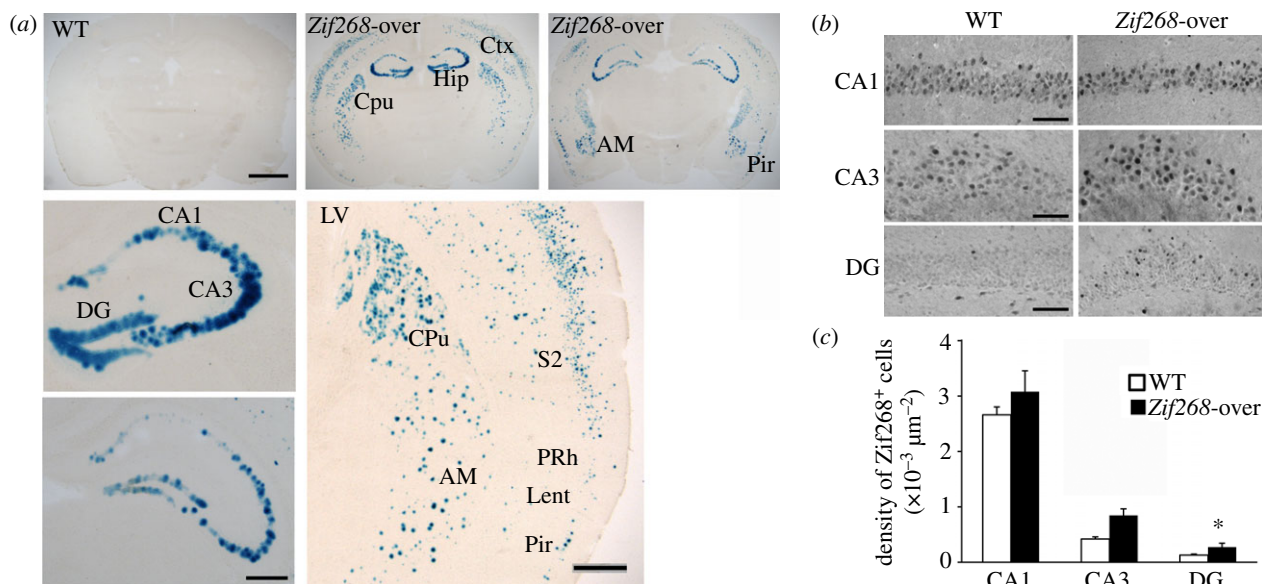 (a)
WT
Zif268-over
Ctx
Hip
Cpu
Zif268-over
AM
Pir
CA1
CA3
DG
LV
CPu
S2
AM
PRh
Lent
Pir
(b)
WT
Zif268-over
CA1
CA3
DG
(c)
density of Zif268⁺ cells
(×10⁻³ µm⁻²)
4
3
2
1
0
WT
Zif268-over
*
CA1
CA3
DG